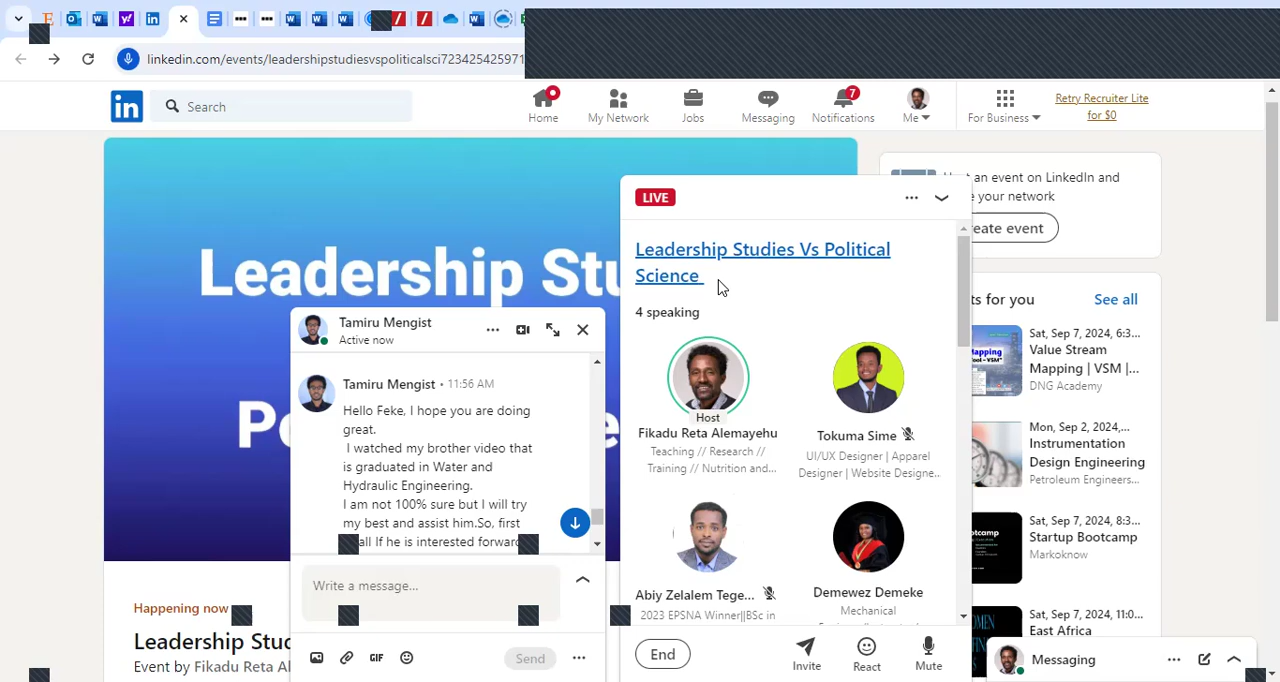 linkedin.com/events/leadershipstudiesvspoliticalsci723425425971
in
Search
Home
My Network
Jobs
Messaging
7
Notifications
Me
For Business
Retry Recruiter Lite
for $0
Leadership Stu
an event on LinkedIn and
e your network
eate event
LIVE
Leadership Studies Vs Political
Science
4 speaking
Host
Fikadu Reta Alemayehu
Teaching // Research //
Training // Nutrition and...
Tokuma Sime
UI/UX Designer | Apparel
Designer | Website Designe..
Abiy Zelalem Tege...
2023 EPSNA Winner||BSc in
Demewez Demeke
Mechanical
End
Invite
React
Mute
Tamiru Mengist
Active now
Tamiru Mengist • 11:56 AM
Hello Feke, I hope you are doing
great.
I watched my brother video that
is graduated in Water and
Hydraulic Engineering.
I am not 100% sure but I will try
my best and assist him.So, first
all If he is interested forward
Write a message...
GIF
Send
Happening now
Leadership Stud
Event by Fikadu Reta Al
ts for you
See all
Sat, Sep 7, 2024, 6:3...
Value Stream
Mapping | VSM |...
DNG Academy
Mon, Sep 2, 2024,...
Instrumentation
Design Engineering
Petroleum Engineers...
Sat, Sep 7, 2024, 8:3...
Startup Bootcamp
Markoknow
Sat, Sep 7, 2024, 11:0...
East Africa
Messaging